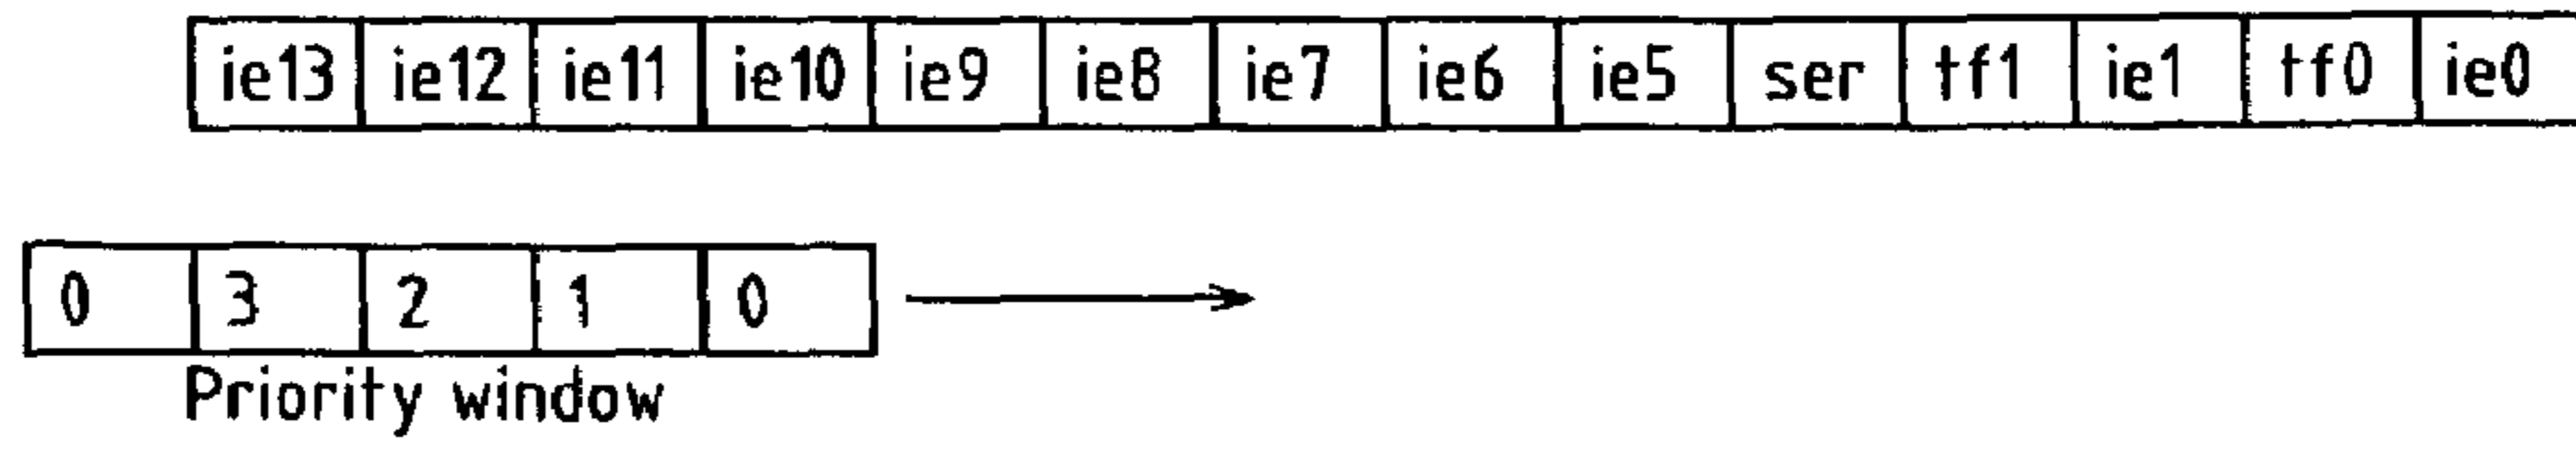 ie13 ie12 ie11 ie10 ie9 ie8 ie7 ie6 ie5 ser tf1 ie1 tf0 ie0
0 3 2 1 0
Priority window